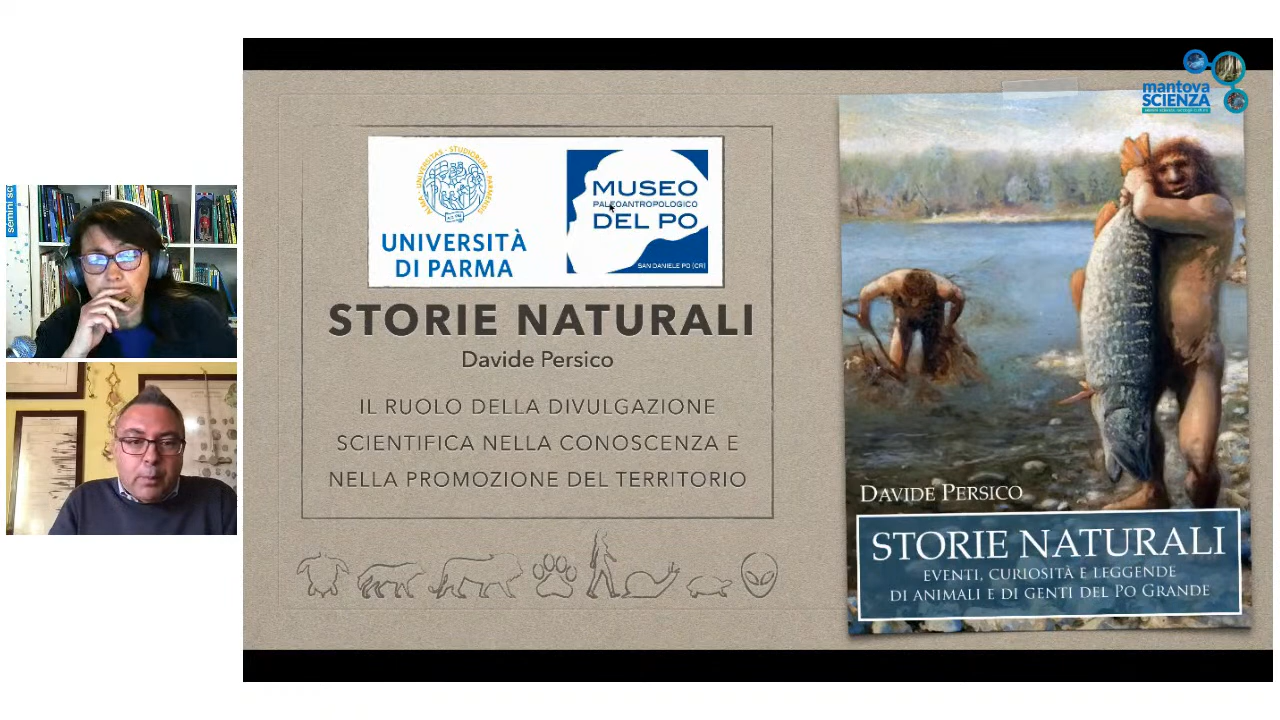 mantova
SCIENZA
UNIVERSITÀ
DI PARMA
MUSEO
PALEOANTROPOLOGICO
DEL PO
SAN DANIELE PO (CR)
STORIE NATURALI
Davide Persico
IL RUOLO DELLA DIVULGAZIONE
SCIENTIFICA NELLA CONOSCENZA E
NELLA PROMOZIONE DEL TERRITORIO
DAVIDE PERSICO
STORIE NATURALI
EVENTI, CURIOSITÀ E LEGGENDE
DI ANIMALI E DI GENTI DEL PO GRANDE